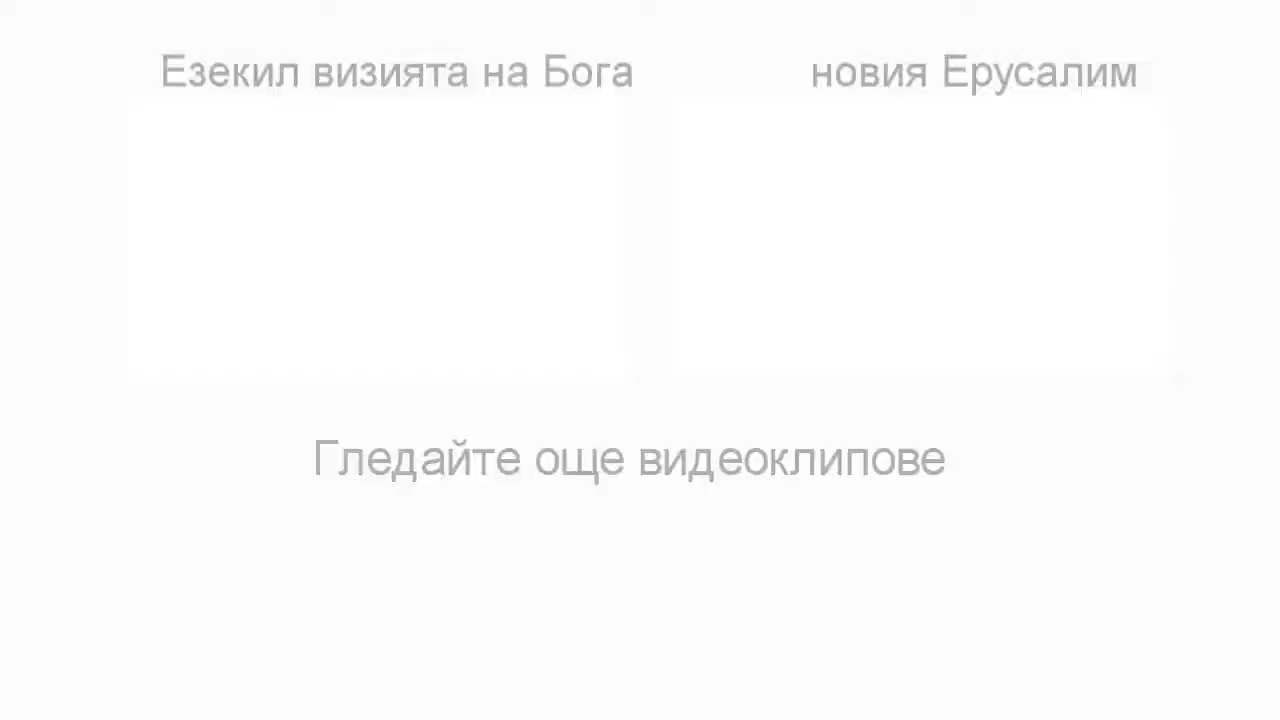 Езекил визията на Бога
новия Ерусалим
Гледайте още видеоклипове